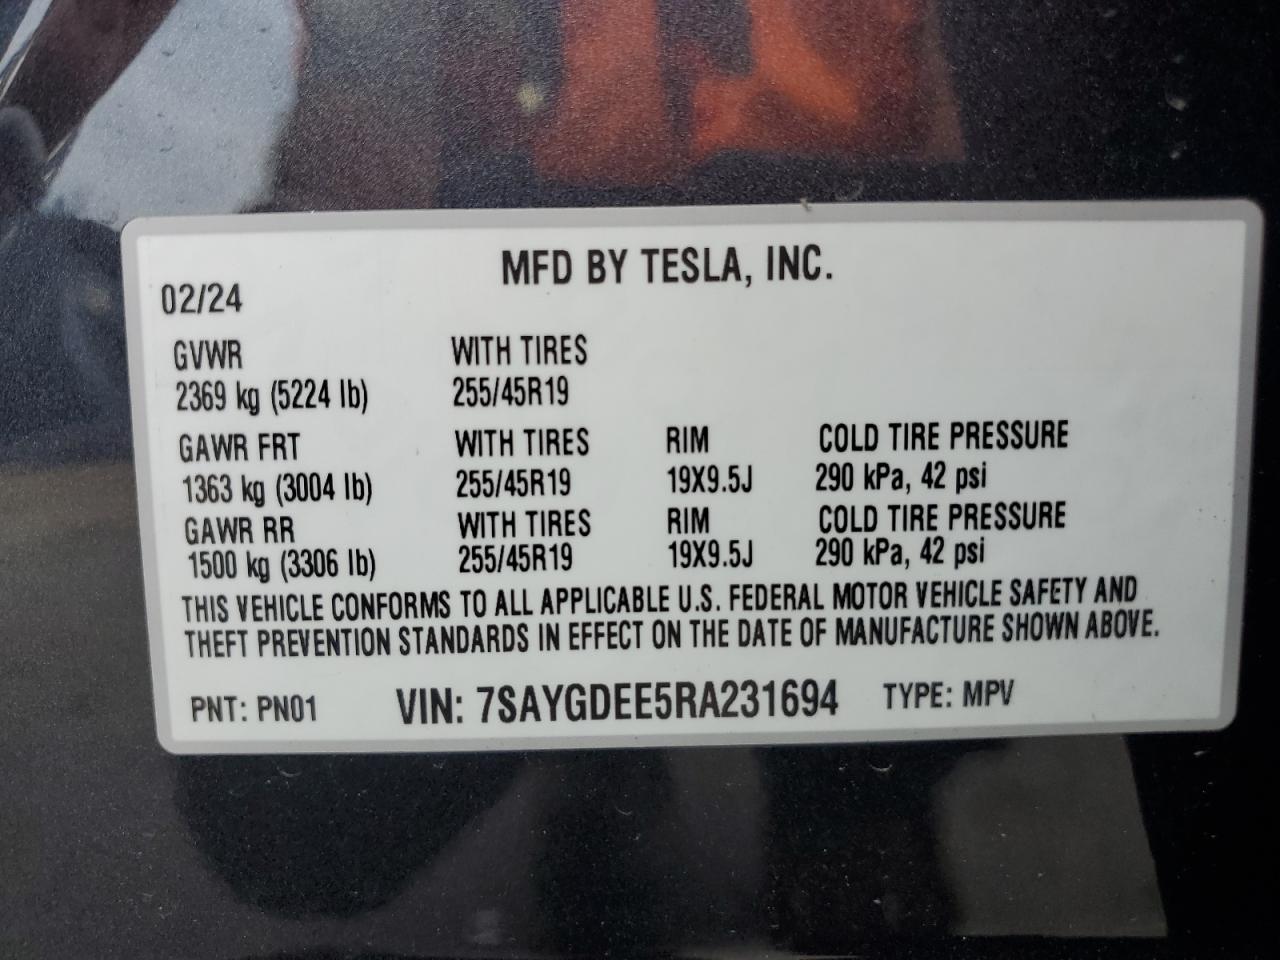 MFD BY TESLA, INC.
02/24
GVWR WITH TIRES
2369 kg (5224 lb) 255/45R19
GAWR FRT WITH TIRES RIM COLD TIRE PRESSURE
1363 kg (3004 lb) 255/45R19 19X9.5J 290 kPa, 42 psi
GAWR RR WITH TIRES RIM COLD TIRE PRESSURE
1500 kg (3306 lb) 255/45R19 19X9.5J 290 kPa, 42 psi
THIS VEHICLE CONFORMS TO ALL APPLICABLE U.S. FEDERAL MOTOR VEHICLE SAFETY AND
THEFT PREVENTION STANDARDS IN EFFECT ON THE DATE OF MANUFACTURE SHOWN ABOVE.
PNT: PN01 VIN: 7SAYGDEE5RA231694 TYPE: MPV